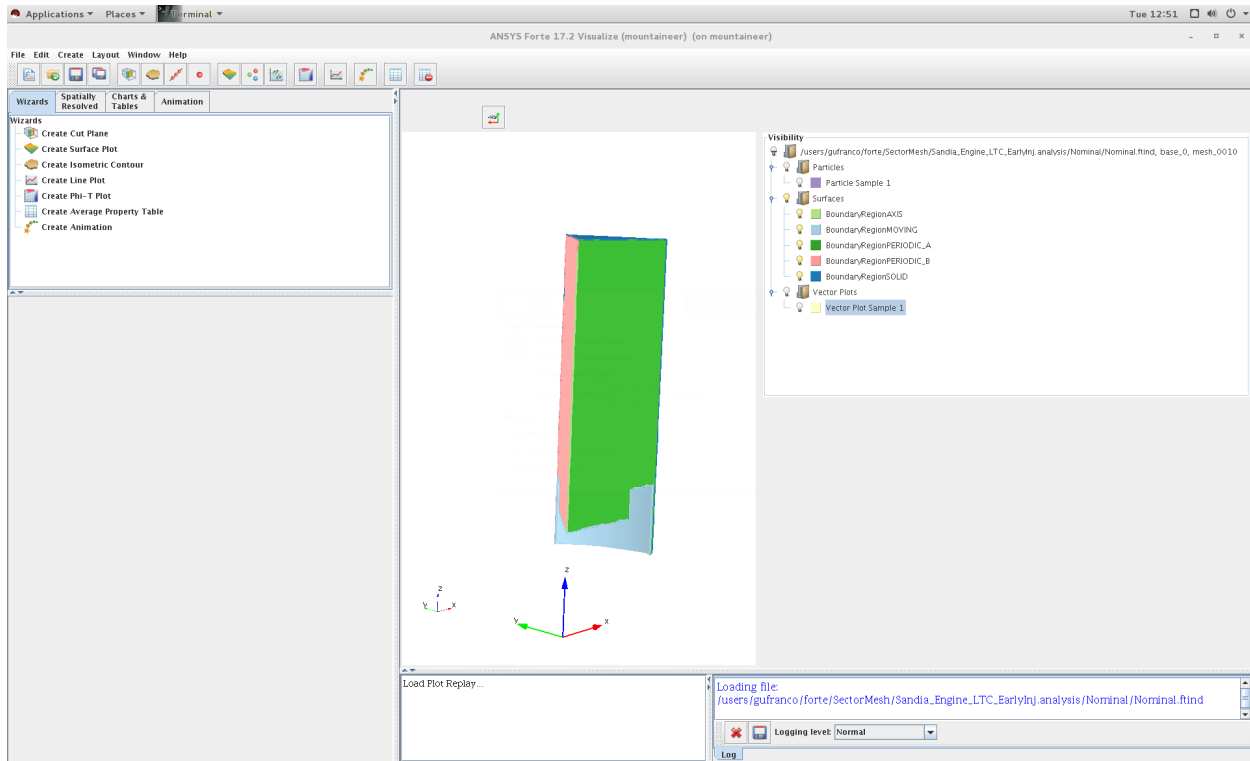 Applications Places Terminal Tue 12:51
ANSYS Forte 17.2 Visualize (mountaineer) (on mountaineer)
File Edit Create Layout Window Help
Wizards Spatially Resolved Charts & Tables Animation
Wizards
Create Cut Plane
Create Surface Plot
Create Isometric Contour
Create Line Plot
Create Phi-T Plot
Create Average Property Table
Create Animation
Visibility
/users/gufranco/forte/SectorMesh/Sandia_Engine_LTC_EarlyInj.analysis/Nominal/Nominal.ftind, base_0, mesh_0010
Particles
Particle Sample 1
Surfaces
BoundaryRegionAXIS
BoundaryRegionMOVING
BoundaryRegionPERIODIC_A
BoundaryRegionPERIODIC_B
BoundaryRegionSOLID
Vector Plots
Vector Plot Sample 1
z
y x
z
y x
Load Plot Replay...
Loading file:
/users/gufranco/forte/SectorMesh/Sandia_Engine_LTC_EarlyInj.analysis/Nominal/Nominal.ftind
Logging level: Normal
Log